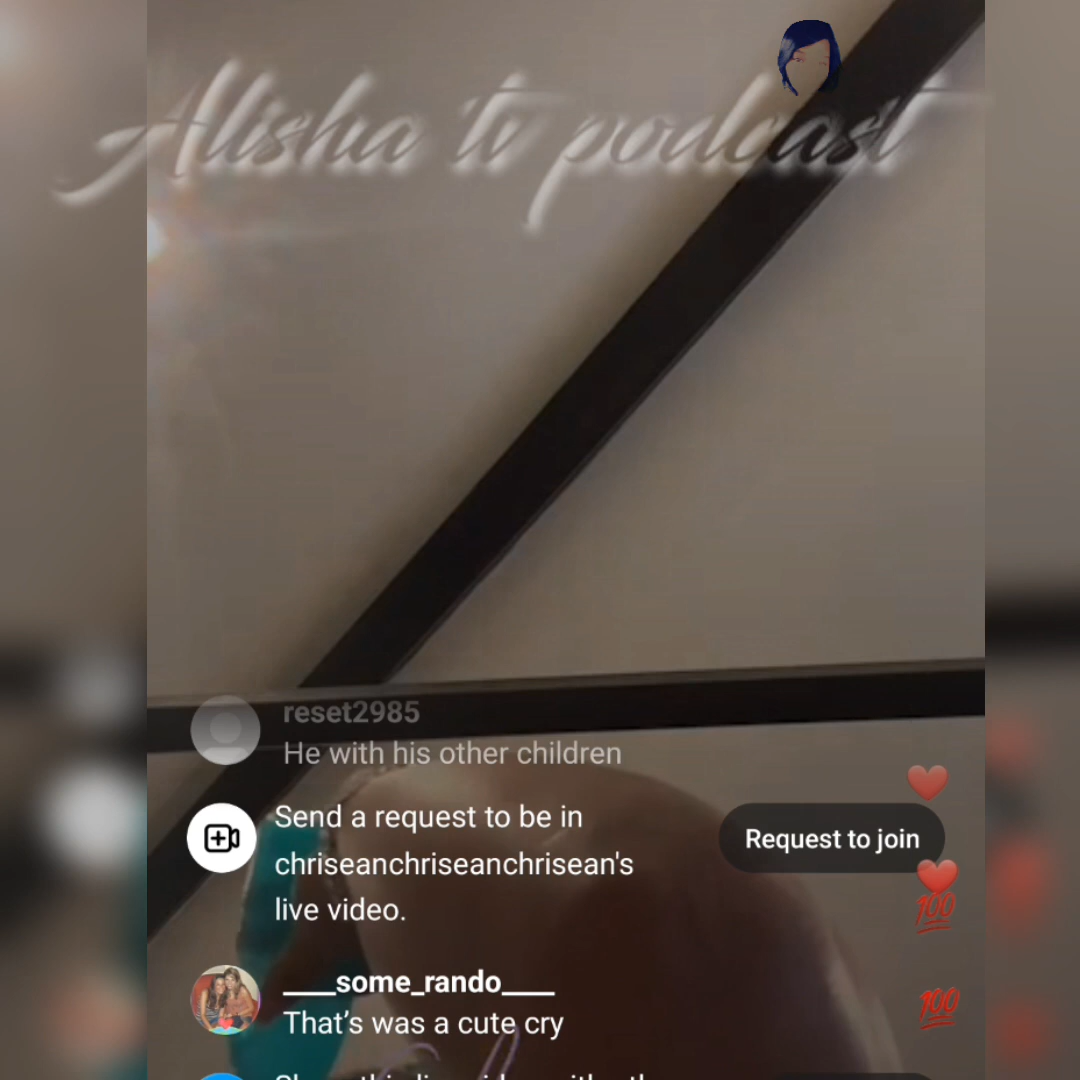 Alisha tv podcast
reset2985
He with his other children
Send a request to be in
chriseanchriseanchrisean's
live video.
Request to join
100
____some_rando____
That's was a cute cry
100